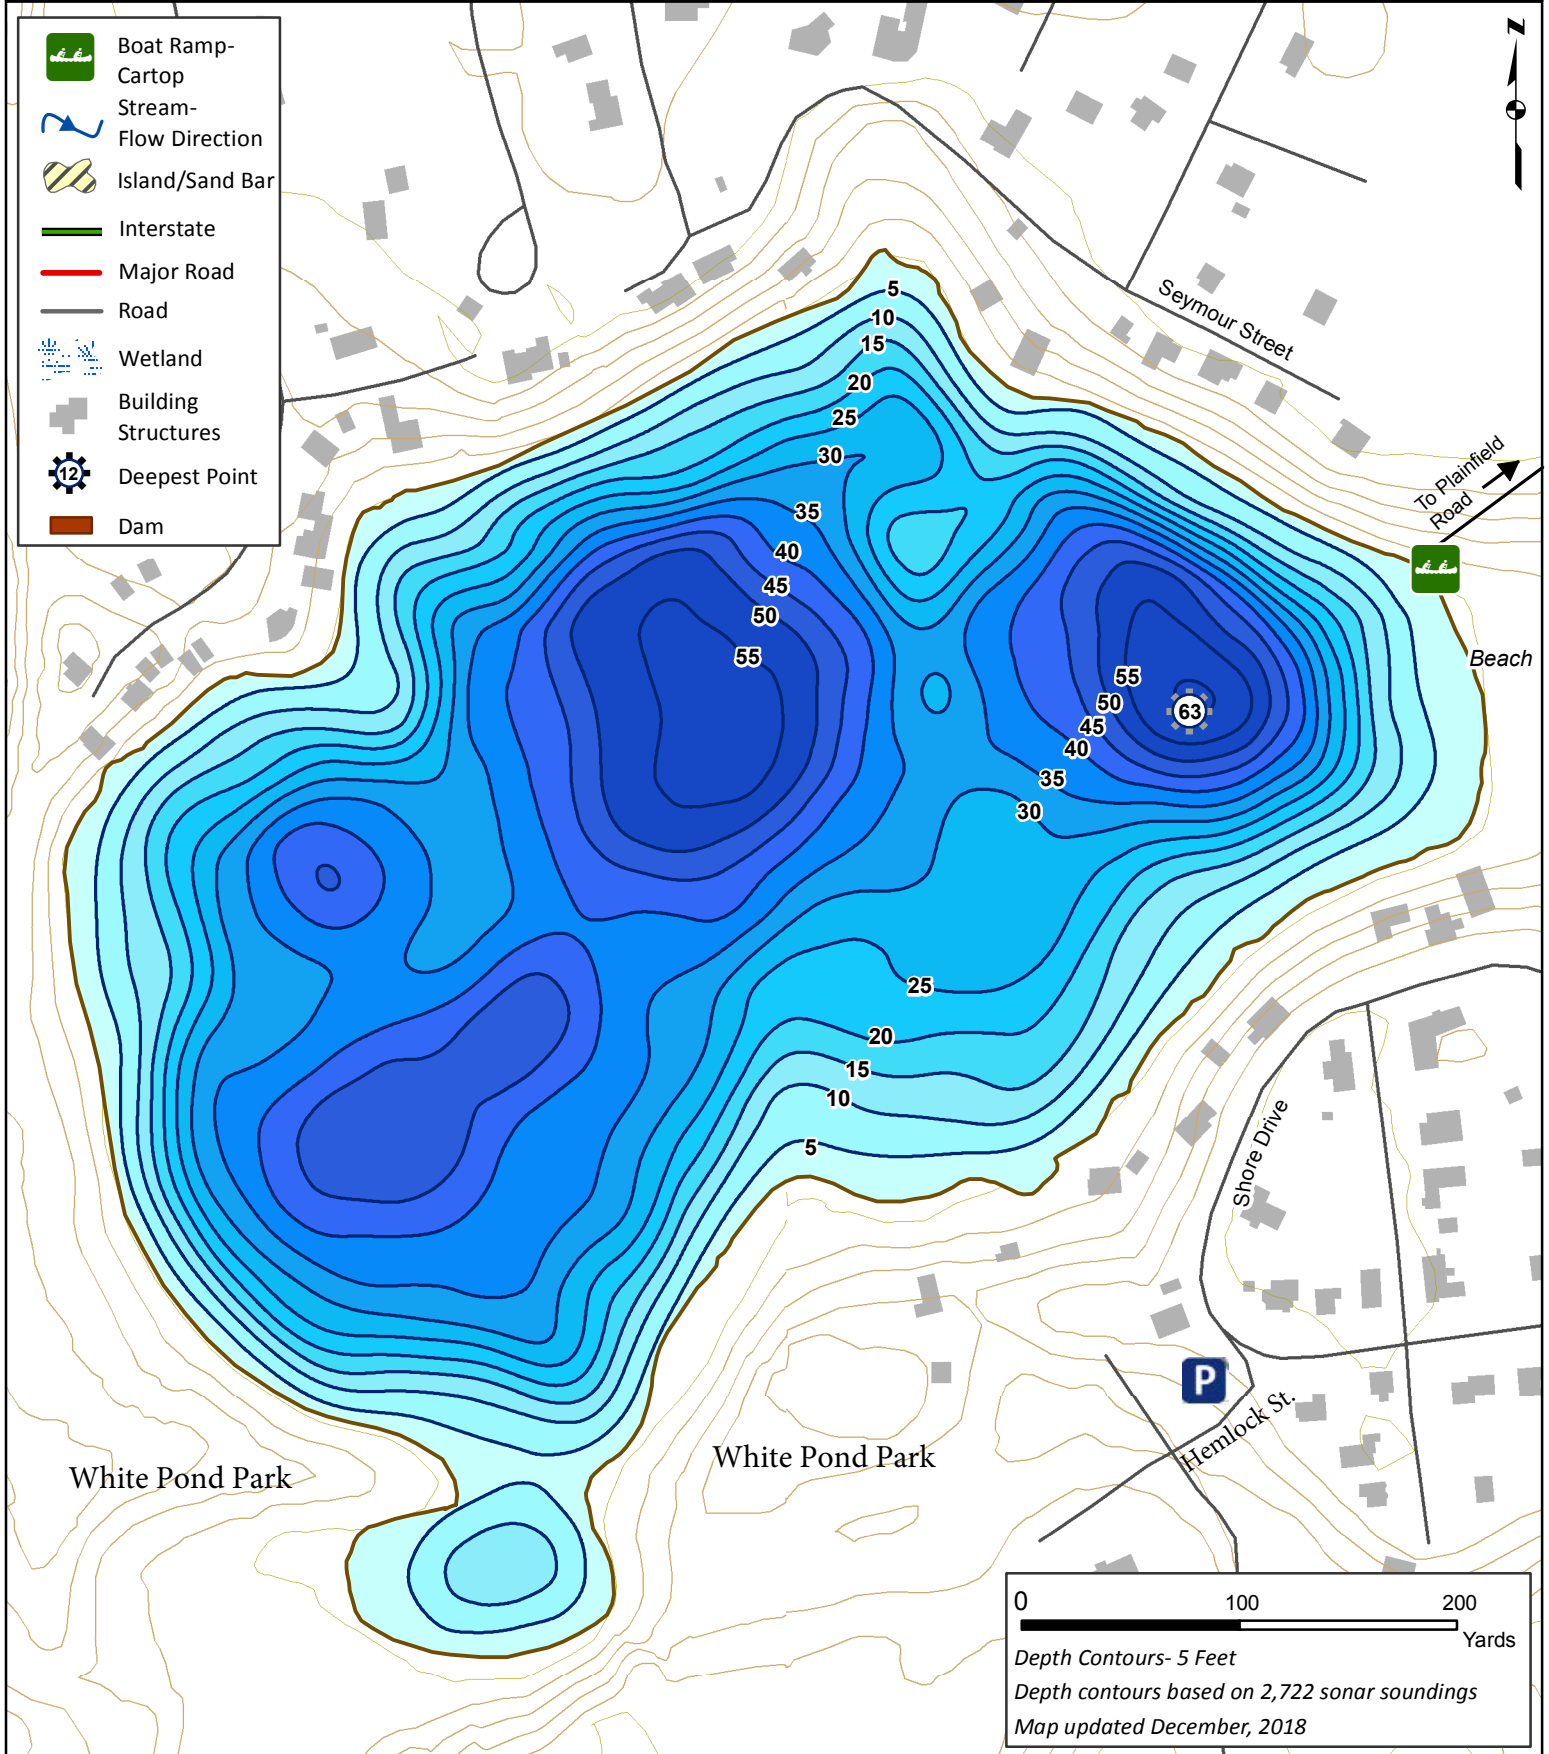 Boat Ramp-
Cartop
Stream-
Flow Direction
Island/Sand Bar
Interstate
Major Road
Road
Wetland
Building
Structures
12
Deepest Point
Dam
N
Seymour Street
To Plainfield
Road
Beach
5
10
15
20
25
30
35
40
45
50
55
55
50
45
40
35
30
63
25
20
15
10
5
Shore Drive
P
Hemlock St.
White Pond Park
White Pond Park
0 100 200
Yards
Depth Contours- 5 Feet
Depth contours based on 2,722 sonar soundings
Map updated December, 2018